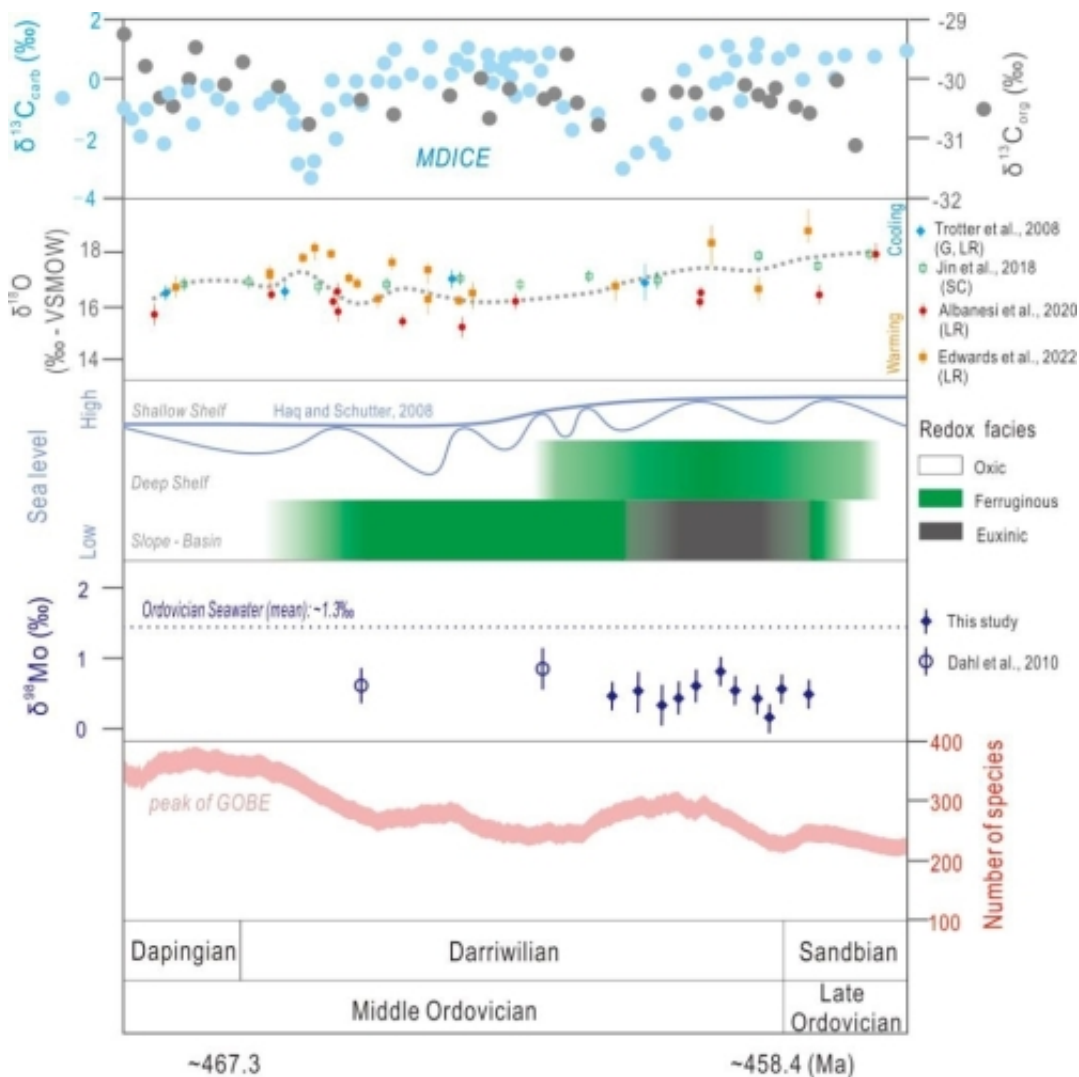 2
0
−2
−4
δ¹³Ccarb (‰)
MDICE
-29
-30
-31
-32
δ¹³Corg (‰)
18
16
14
δ¹⁸O
(‰ - VSMOW)
Cooling
Warming
Trotter et al., 2008
(G, LR)
Jin et al., 2018
(SC)
Albanesi et al., 2020
(LR)
Edwards et al., 2022
(LR)
High
Low
Sea level
Shallow Shelf
Haq and Schutter, 2008
Deep Shelf
Slope - Basin
Redox facies
Oxic
Ferruginous
Euxinic
2
1
0
δ⁹⁸Mo (‰)
Ordovician Seawater (mean): ~1.3‰
This study
Dahl et al., 2010
peak of GOBE
400
300
200
100
Number of species
Dapingian
Darriwilian
Sandbian
Middle Ordovician
Late
Ordovician
~467.3
~458.4 (Ma)